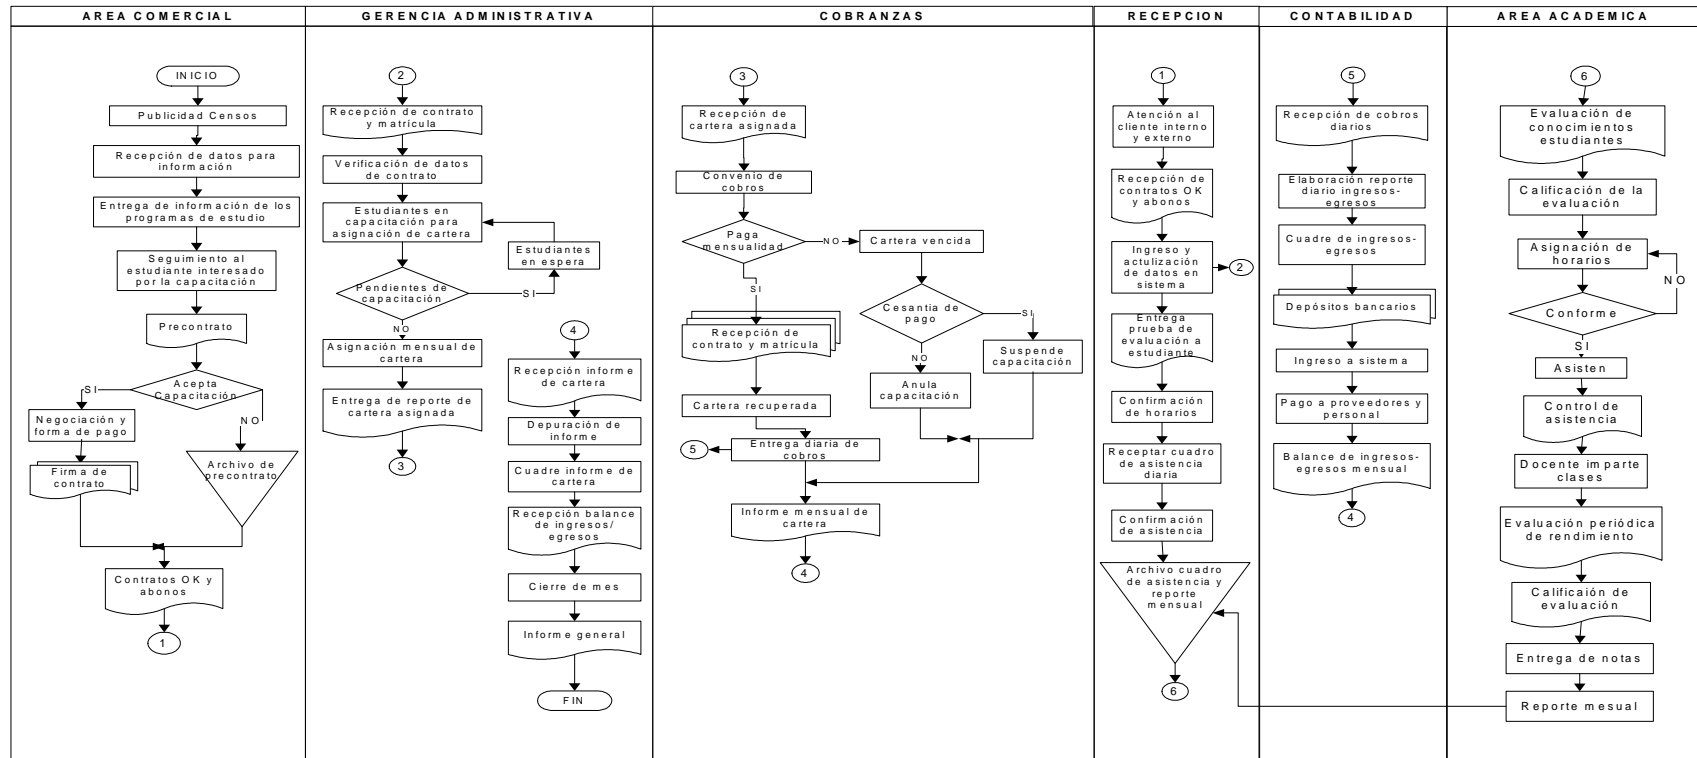 AREA COMERCIAL
INICIO
Publicidad Censos
Recepción de datos para
información
Entrega de información de los
programas de estudio
Seguimiento al
estudiante interesado
por la capacitación
Precontrato
Acepta
Capacitación
SI
NO
Negociación y
forma de pago
Firma de
contrato
Archivo de
precontrato
Contratos OK y
abonos
1
GERENCIA ADMINISTRATIVA
2
Recepción de contrato
y matrícula
Verificación de datos
de contrato
Estudiantes en
capacitación para
asignación de cartera
Estudiantes
en espera
Pendientes de
capacitación
SI
NO
Asignación mensual de
cartera
Entrega de reporte de
cartera asignada
3
4
Recepción informe
de cartera
Depuración de
informe
Cuadre informe de
cartera
Recepción balance
de ingresos/
egresos
Cierre de mes
Informe general
FIN
COBRANZAS
3
Recepción de
cartera asignada
Convenio de
cobros
Paga
mensualidad
NO
Cartera vencida
SI
Cesantia de
pago
SI
NO
Suspende
capacitación
Anula
capacitación
Recepción de
contrato y matrícula
Cartera recuperada
Entrega diaria de
cobros
5
Informe mensual de
cartera
4
RECEPCION
1
Atención al
cliente interno
y externo
Recepción de
contratos OK
y abonos
Ingreso y
actulización
de datos en
sistema
2
Entrega
prueba de
evaluación a
estudiante
Confirmación
de horarios
Receptar cuadro
de asistencia
diaria
Confirmación
de asistencia
Archivo cuadro
de asistencia y
reporte
mensual
6
CONTABILIDAD
5
Recepción de cobros
diarios
Elaboración reporte
diario ingresos-
egresos
Cuadre de ingresos-
egresos
Depósitos bancarios
Ingreso a sistema
Pago a proveedores y
personal
Balance de ingresos-
egresos mensual
4
AREA ACADEMICA
6
Evaluación de
conocimientos
estudiantes
Calificación de la
evaluación
Asignación de
horarios
NO
Conforme
SI
Asisten
Control de
asistencia
Docente imparte
clases
Evaluación periódica
de rendimiento
Calificaión de
evaluación
Entrega de notas
Reporte mesual